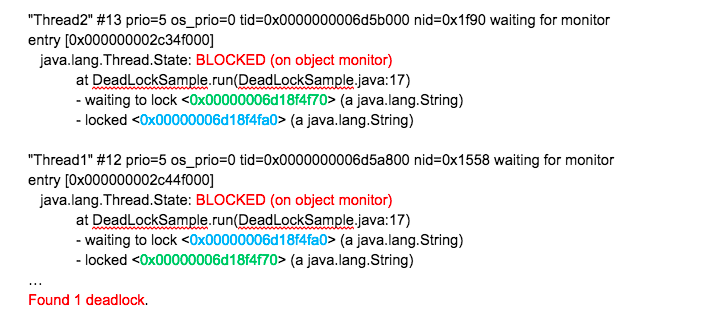 "Thread2" #13 prio=5 os_prio=0 tid=0x0000000006d5b000 nid=0x1f90 waiting for monitor
entry [0x000000002c34f000]
java.lang.Thread.State: BLOCKED (on object monitor)
at DeadLockSample.run(DeadLockSample.java:17)
- waiting to lock <0x00000006d18f4f70> (a java.lang.String)
- locked <0x00000006d18f4fa0> (a java.lang.String)
"Thread1" #12 prio=5 os_prio=0 tid=0x0000000006d5a800 nid=0x1558 waiting for monitor
entry [0x000000002c44f000]
java.lang.Thread.State: BLOCKED (on object monitor)
at DeadLockSample.run(DeadLockSample.java:17)
- waiting to lock <0x00000006d18f4fa0> (a java.lang.String)
- locked <0x00000006d18f4f70> (a java.lang.String)
…
Found 1 deadlock.